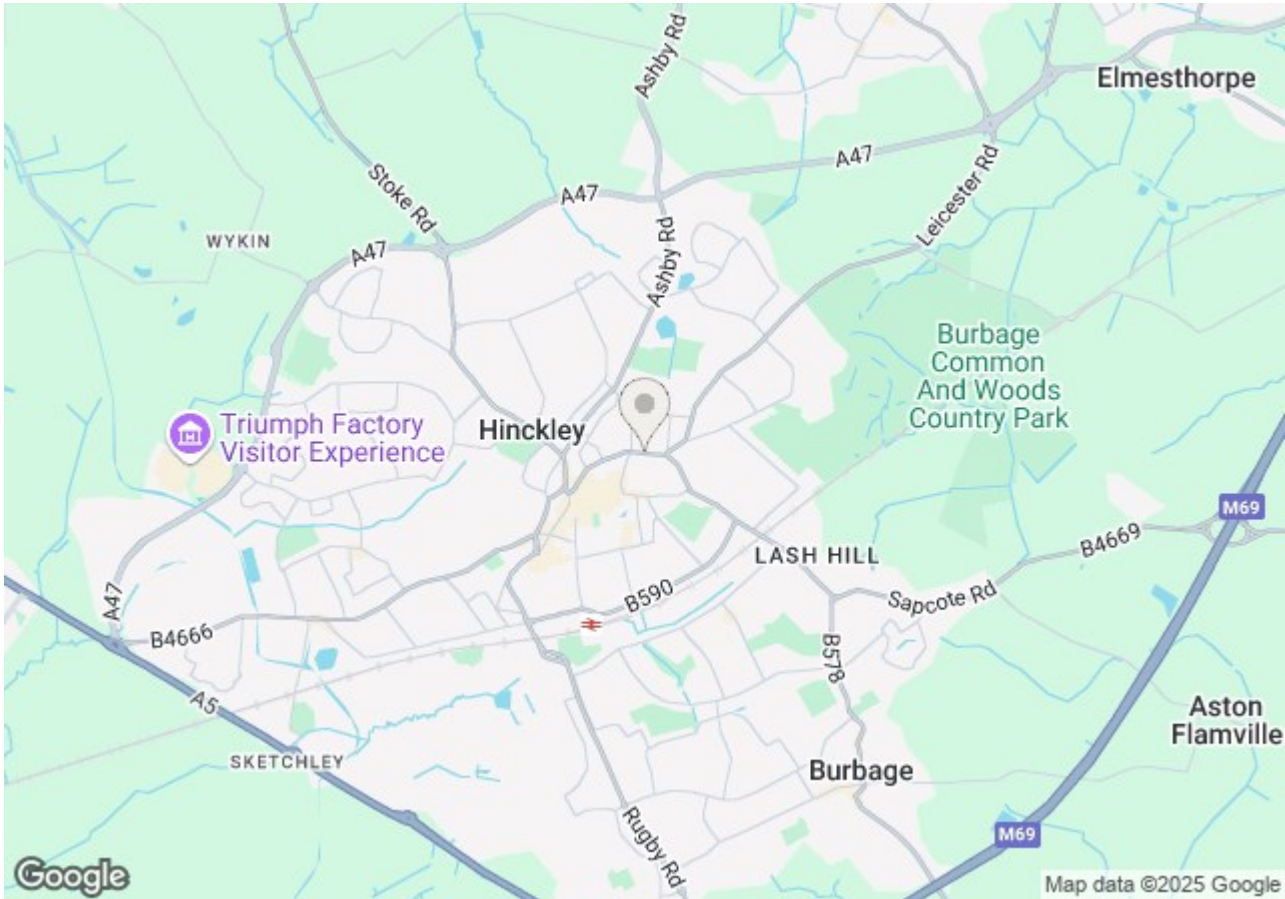 Ashby Rd
Elmesthorpe
A47
Leicester Rd
Stoke Rd
A47
WYKIN
A47
Ashby Rd
Burbage
Common
And Woods
Country Park
Triumph Factory
Visitor Experience
Hinckley
M69
B4669
LASH HILL
A47
B590
Sapcote Rd
B4666
B578
A5
Aston
Flamville
SKETCHLEY
Burbage
Rugby Rd
M69
Google
Map data ©2025 Google